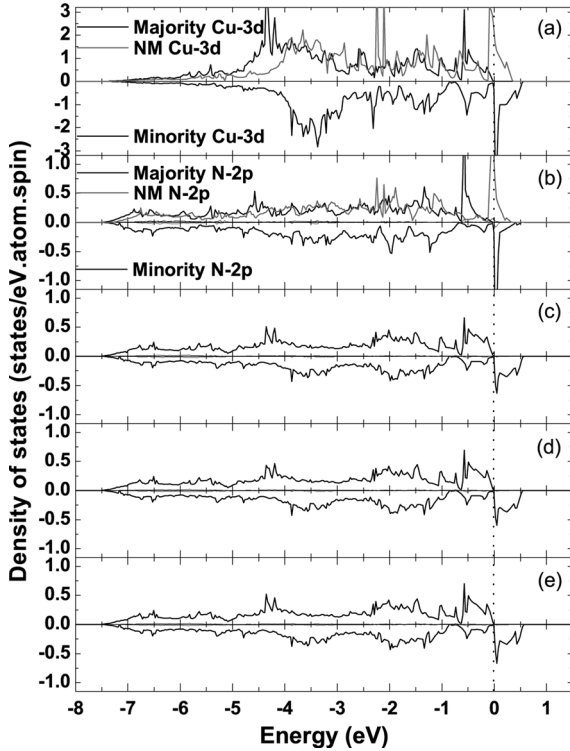 Density of states (states/eV.atom.spin)
3
2
1
0
-1
-2
-3
Majority Cu-3d
NM Cu-3d
Minority Cu-3d
(a)
1.0
0.5
0.0
-0.5
-1.0
Majority N-2p
NM N-2p
Minority N-2p
(b)
1.0
0.5
0.0
-0.5
-1.0
(c)
1.0
0.5
0.0
-0.5
-1.0
(d)
1.0
0.5
0.0
-0.5
-1.0
(e)
-8 -7 -6 -5 -4 -3 -2 -1 0 1
Energy (eV)